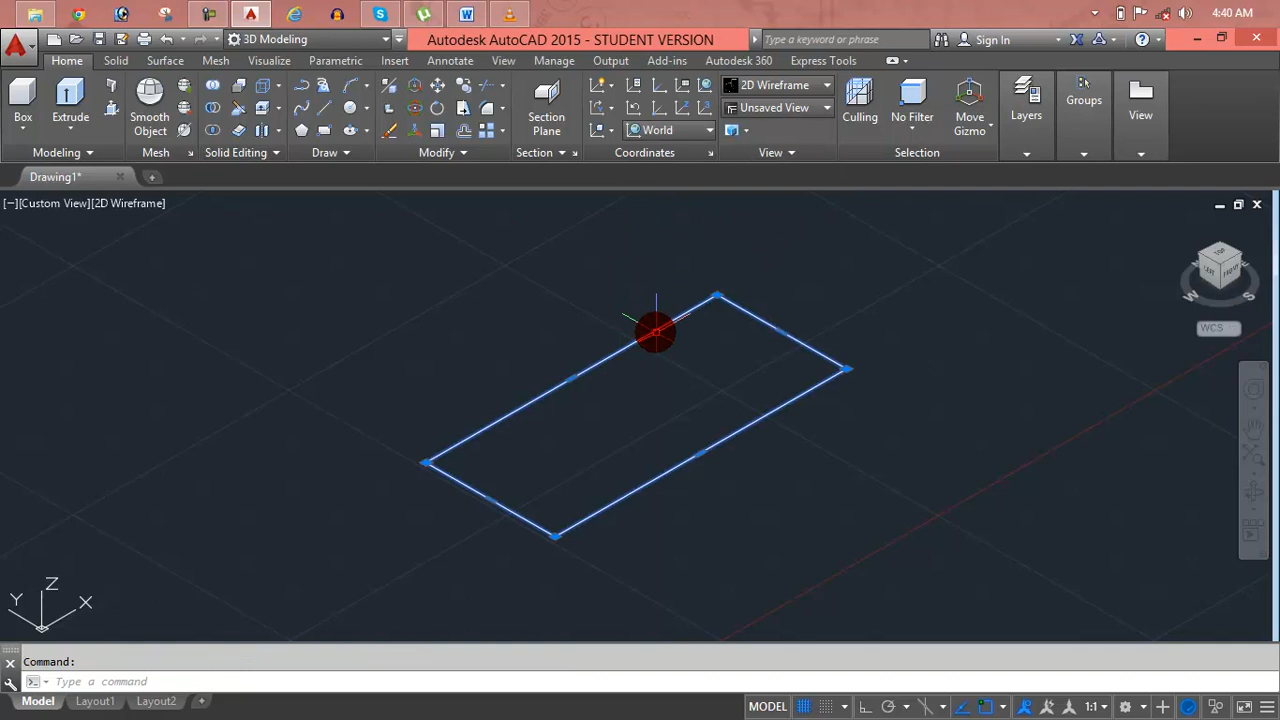 4:40 AM
3D Modeling
Autodesk AutoCAD 2015 - STUDENT VERSION
Type a keyword or phrase
Sign In
Home Solid Surface Mesh Visualize Parametric Insert Annotate View Manage Output Add-ins Autodesk 360 Express Tools
Box
Extrude
Smooth
Object
Section
Plane
2D Wireframe
Unsaved View
World
Culling
No Filter
Move
Gizmo
Layers
Groups
View
Modeling
Mesh
Solid Editing
Draw
Modify
Section
Coordinates
View
Selection
Drawing1*
[−][Custom View][2D Wireframe]
TOP
LEFT
FRONT
W
S
WCS
Z
Y
X
Command:
Type a command
Model Layout1 Layout2
MODEL
1:1